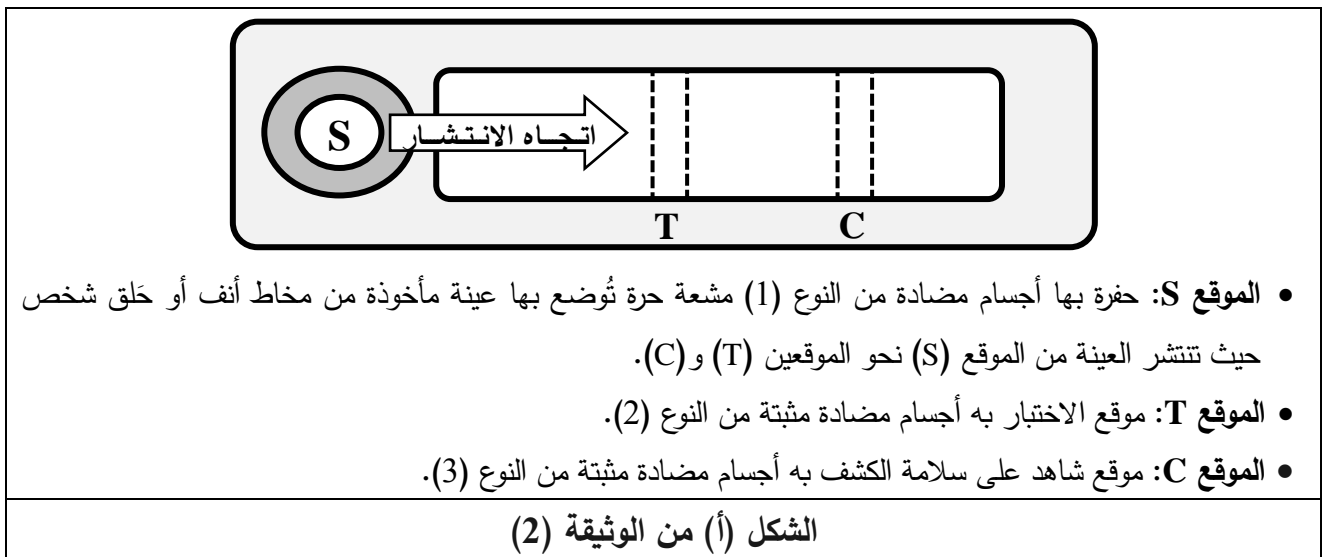 S
اتجاه الانتشار
T C
• الموقع S: حفرة بها أجسام مضادة من النوع (1) مشعة حرة تُوضع بها عينة مأخوذة من مخاط أنف أو حَلق شخص
حيث تنتشر العينة من الموقع (S) نحو الموقعين (T) و(C).
• الموقع T: موقع الاختبار به أجسام مضادة مثبتة من النوع (2).
• الموقع C: موقع شاهد على سلامة الكشف به أجسام مضادة مثبتة من النوع (3).
الشكل (أ) من الوثيقة (2)